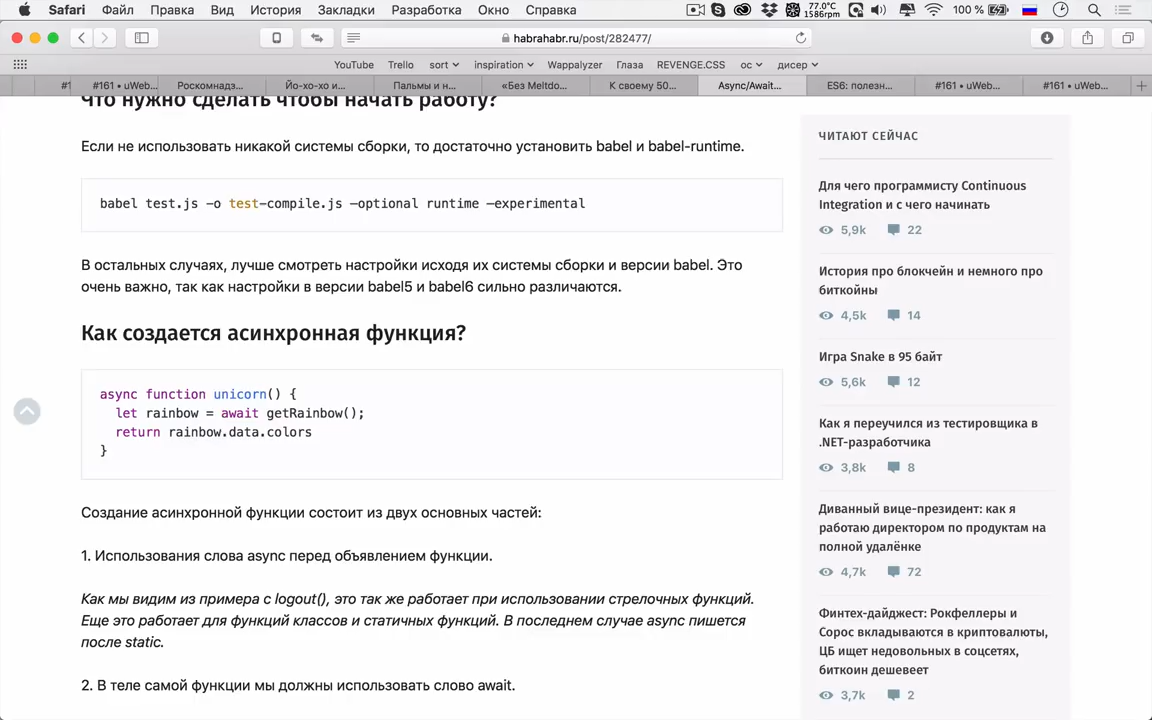 Safari Файл Правка Вид История Закладки Разработка Окно Справка 77.0°C 1586rpm 100 %
habrahabr.ru/post/282477/
YouTube Trello sort inspiration Wappalyzer Глаза REVENGE.CSS ос дисер
#1 #161 • uWeb... Роскомнадз... Йо-хо-хо и... Пальмы и н... «Без Meltdo... К своему 50... Async/Await... ES6: полезн... #161 • uWeb... #161 • uWeb...
Что нужно сделать чтобы начать работу?
Если не использовать никакой системы сборки, то достаточно установить babel и babel-runtime.
babel test.js —o test-compile.js —optional runtime —experimental
В остальных случаях, лучше смотреть настройки исходя их системы сборки и версии babel. Это
очень важно, так как настройки в версии babel5 и babel6 сильно различаются.
Как создается асинхронная функция?
async function unicorn() {
let rainbow = await getRainbow();
return rainbow.data.colors
}
Создание асинхронной функции состоит из двух основных частей:
1. Использования слова async перед объявлением функции.
Как мы видим из примера с logout(), это так же работает при использовании стрелочных функций.
Еще это работает для функций классов и статичных функций. В последнем случае async пишется
после static.
2. В теле самой функции мы должны использовать слово await.
ЧИТАЮТ СЕЙЧАС
Для чего программисту Continuous
Integration и с чего начинать
5,9k 22
История про блокчейн и немного про
биткойны
4,5k 14
Игра Snake в 95 байт
5,6k 12
Как я переучился из тестировщика в
.NET-разработчика
3,8k 8
Диванный вице-президент: как я
работаю директором по продуктам на
полной удалёнке
4,7k 72
Финтех-дайджест: Рокфеллеры и
Сорос вкладываются в криптовалюты,
ЦБ ищет недовольных в соцсетях,
биткоин дешевеет
3,7k 2